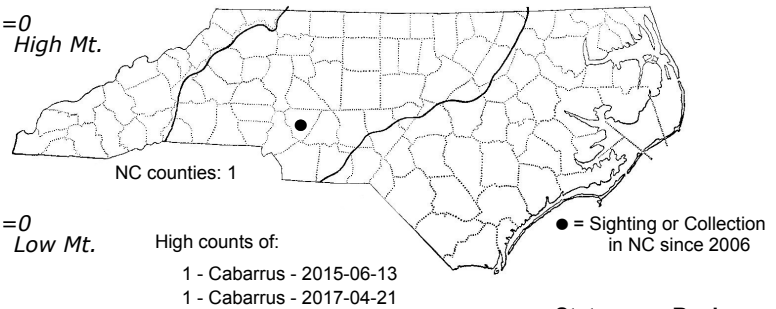 =0
High Mt.
NC counties: 1
=0
Low Mt.
High counts of:
1 - Cabarrus - 2015-06-13
1 - Cabarrus - 2017-04-21
● = Sighting or Collection
in NC since 2006